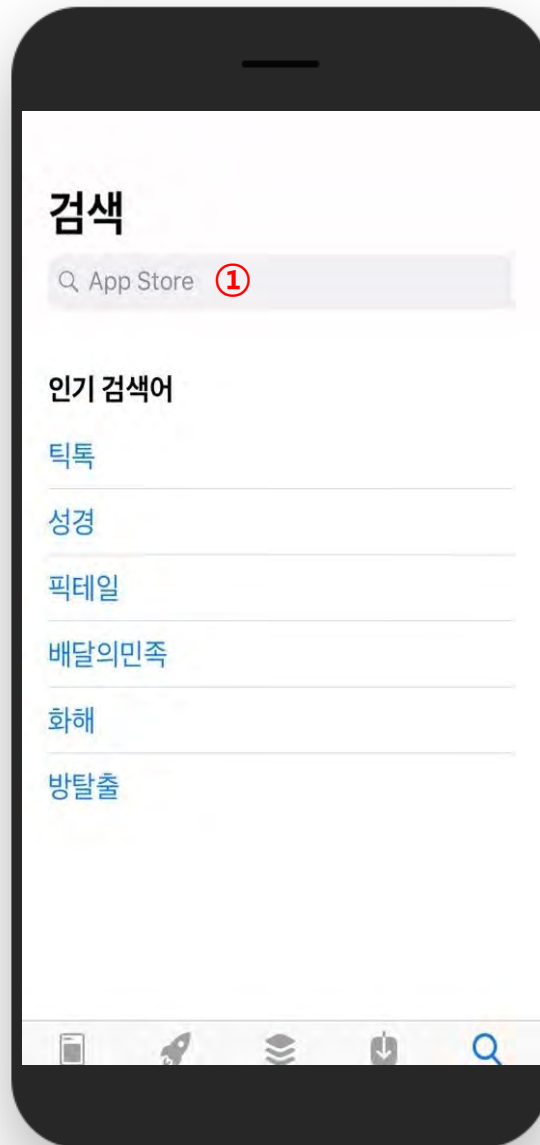 검색
App Store ①
인기 검색어
틱톡
성경
픽테일
배달의민족
화해
방탈출